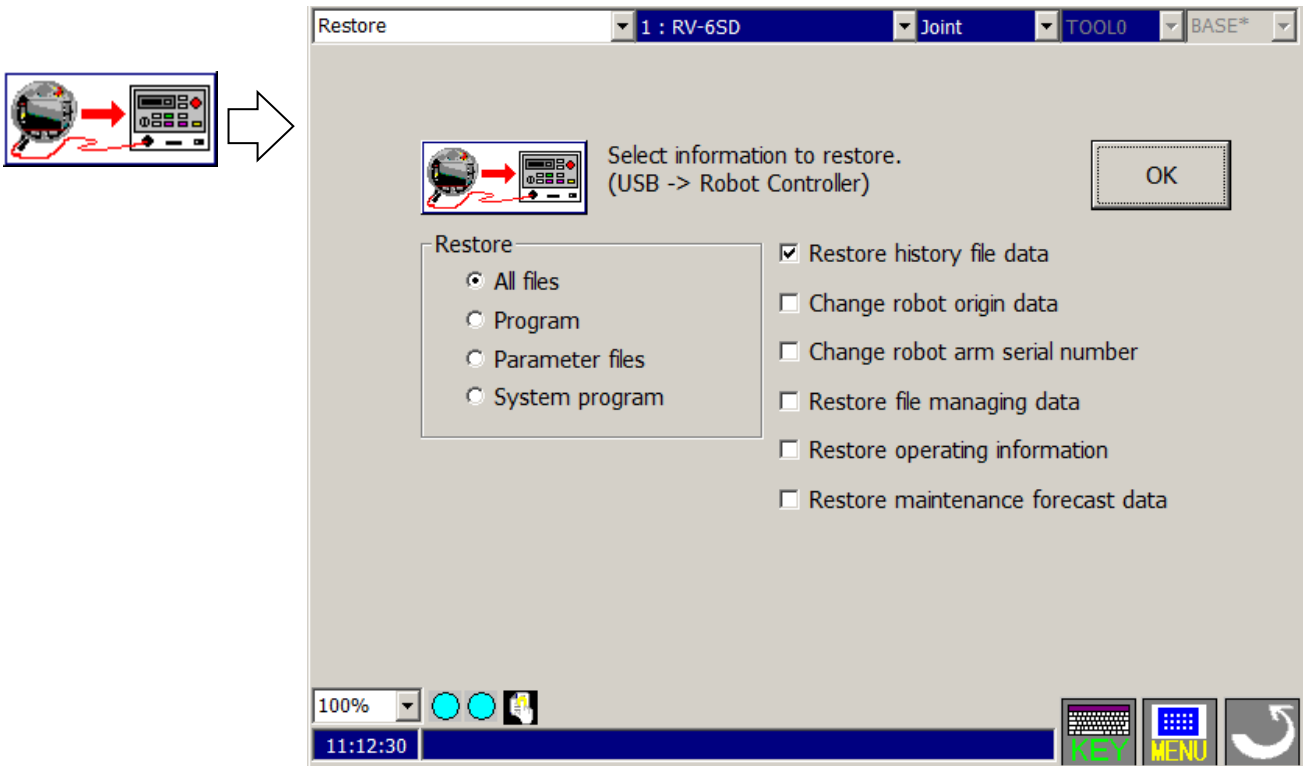 Restore 1 : RV-6SD Joint TOOL0 BASE*
Select information to restore.
(USB -> Robot Controller)
OK
Restore
All files
Program
Parameter files
System program
Restore history file data
Change robot origin data
Change robot arm serial number
Restore file managing data
Restore operating information
Restore maintenance forecast data
100%
11:12:30
KEY
MENU